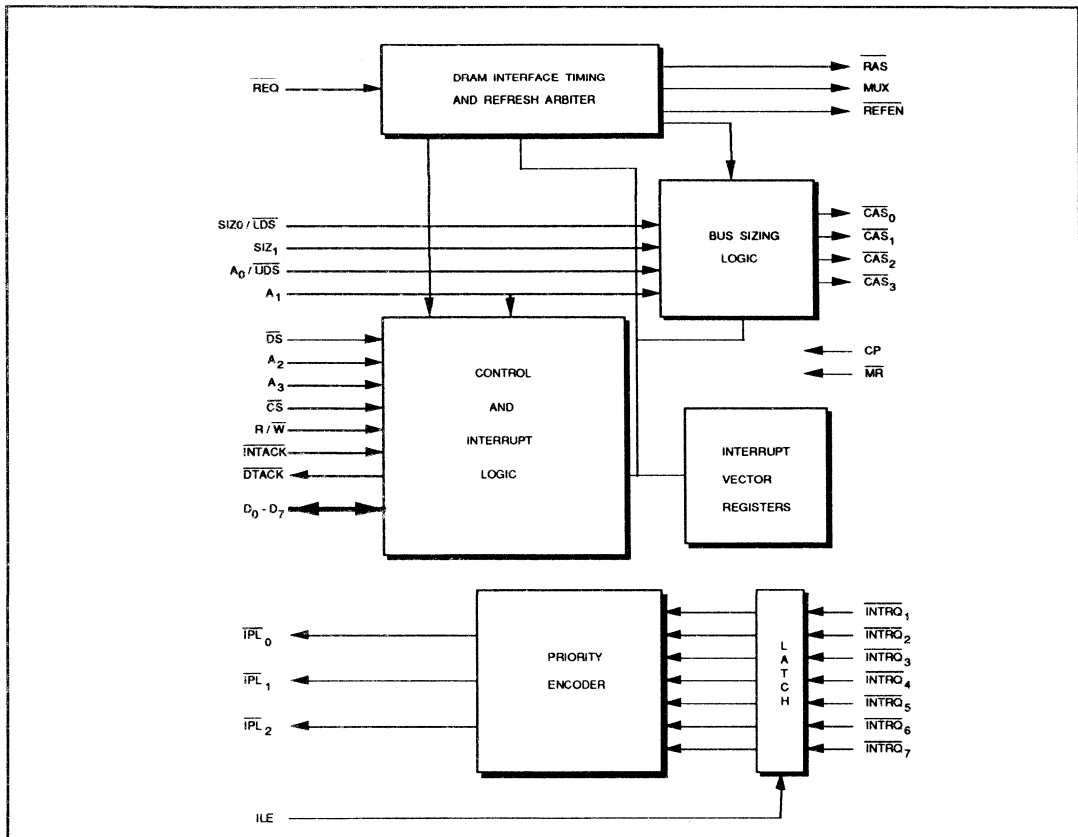 DRAM INTERFACE TIMING
AND REFRESH ARBITER
REQ
RAS
MUX
REFEN
SIZ0 / LDS
SIZ1
A0 / UDS
A1
BUS SIZING
LOGIC
CAS0
CAS1
CAS2
CAS3
DS
A2
A3
CS
R / W
INTACK
DTACK
D0 - D7
CONTROL
AND
INTERRUPT
LOGIC
CP
MR
INTERRUPT
VECTOR
REGISTERS
IPL0
IPL1
IPL2
PRIORITY
ENCODER
LATCH
INTRQ1
INTRQ2
INTRQ3
INTRQ4
INTRQ5
INTRQ6
INTRQ7
ILE